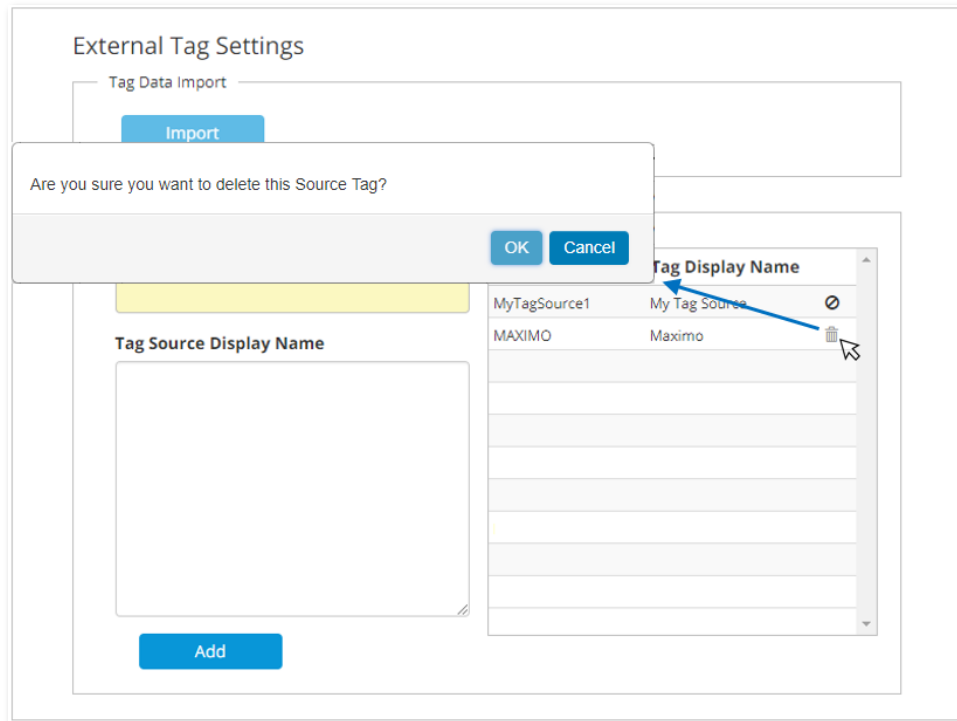 External Tag Settings
Tag Data Import
Import
Are you sure you want to delete this Source Tag?
OK Cancel
Tag Display Name
MyTagSource1 My Tag Source
MAXIMO Maximo
Tag Source Display Name
Add